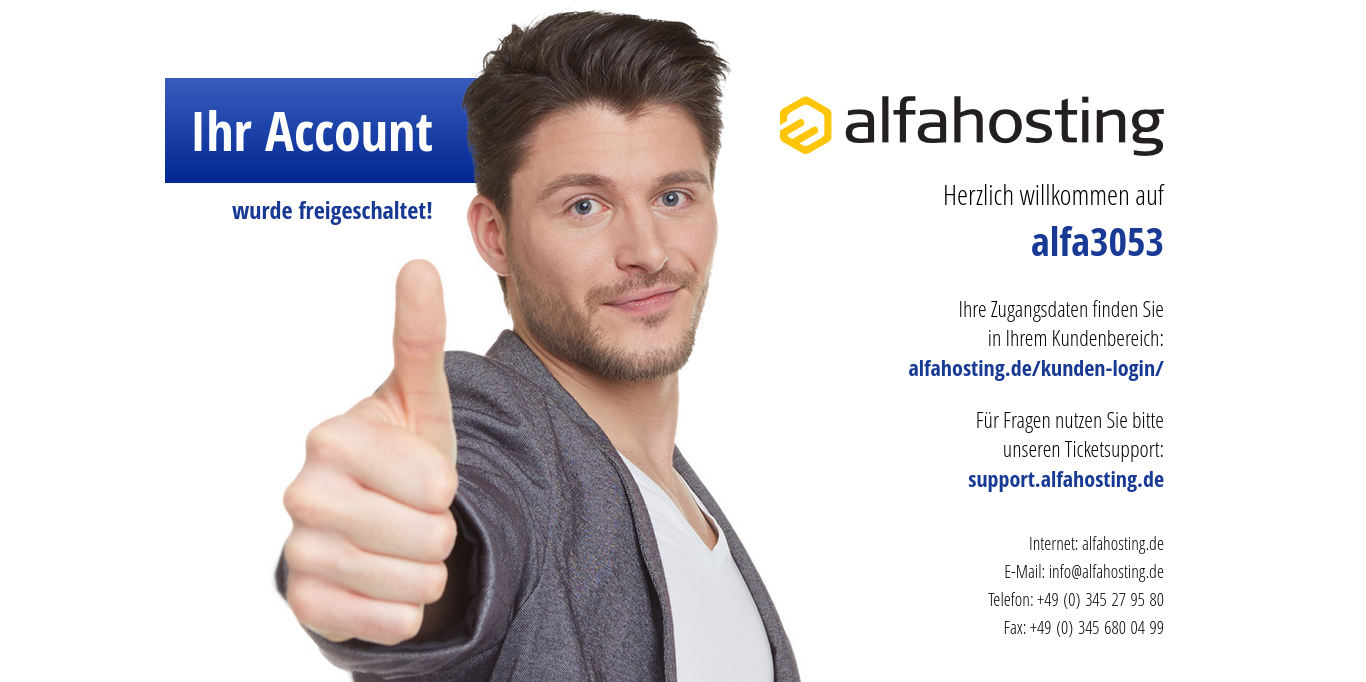 Ihr Account
wurde freigeschaltet!
alfahosting
Herzlich willkommen auf
alfa3053
Ihre Zugangsdaten finden Sie
in Ihrem Kundenbereich:
alfahosting.de/kunden-login/
Für Fragen nutzen Sie bitte
unseren Ticketsupport:
support.alfahosting.de
Internet: alfahosting.de
E-Mail: info@alfahosting.de
Telefon: +49 (0) 345 27 95 80
Fax: +49 (0) 345 680 04 99